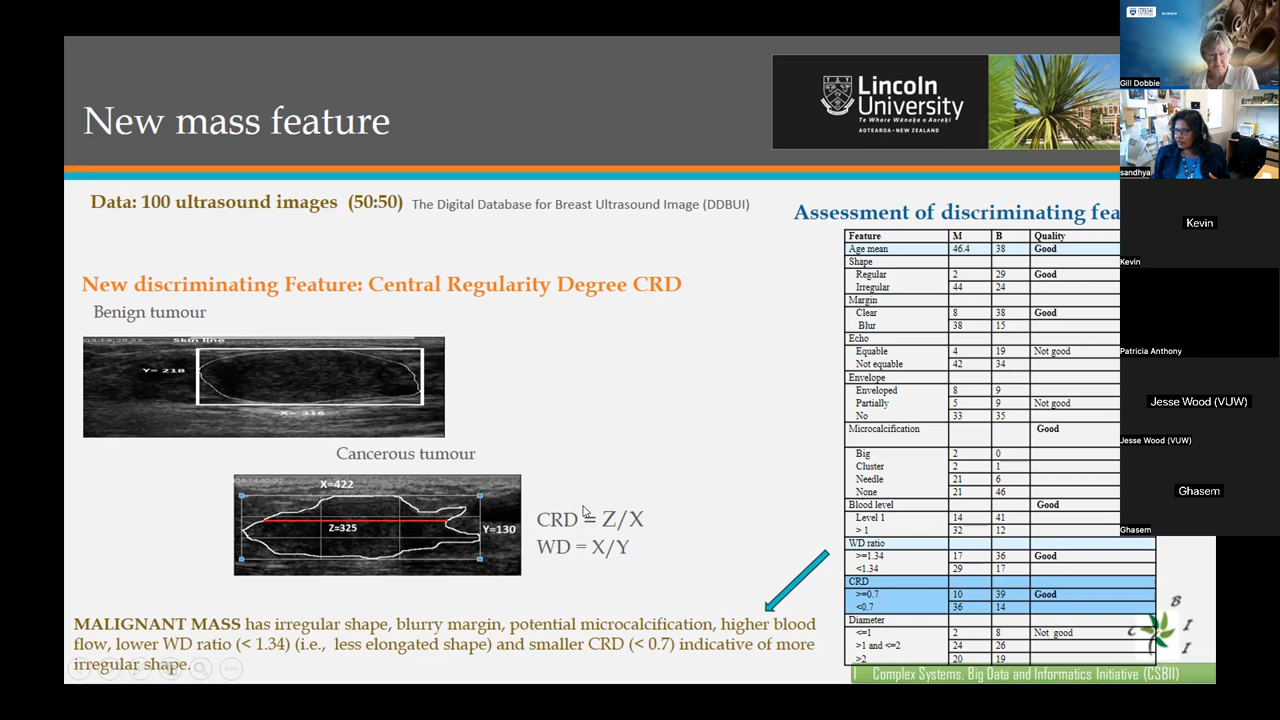 New mass feature
Lincoln
University
Te Whare Wānaka o Aoraki
AOTEAROA • NEW ZEALAND
Data: 100 ultrasound images (50:50) The Digital Database for Breast Ultrasound Image (DDBUI)
New discriminating Feature: Central Regularity Degree CRD
Benign tumour
Skin line
Y= 218
X= 316
Cancerous tumour
X=422
Z=325
Y=130
CRD = Z/X
WD = X/Y
MALIGNANT MASS has irregular shape, blurry margin, potential microcalcification, higher blood
flow, lower WD ratio (< 1.34) (i.e., less elongated shape) and smaller CRD (< 0.7) indicative of more
irregular shape.
Assessment of discriminating fea
Feature M B Quality
Age mean 46.4 38 Good
Shape
Regular 2 29 Good
Irregular 44 24
Margin
Clear 8 38 Good
Blur 38 15
Echo
Equable 4 19 Not good
Not equable 42 34
Envelope
Enveloped 8 9
Partially 5 9 Not good
No 33 35
Microcalcification Good
Big 2 0
Cluster 2 1
Needle 21 6
None 21 46
Blood level Good
Level 1 14 41
> 1 32 12
WD ratio
>=1.34 17 36 Good
<1.34 29 17
CRD
>=0.7 10 39 Good
<0.7 36 14
Diameter
<=1 2 8 Not good
>1 and <=2 24 26
>2 20 19
C B I I I
Complex Systems, Big Data and Informatics Initiative (CSBII)
Gill Dobbie
sandhya
Kevin
Kevin
Patricia Anthony
Jesse Wood (VUW)
Jesse Wood (VUW)
Ghasem
Ghasem